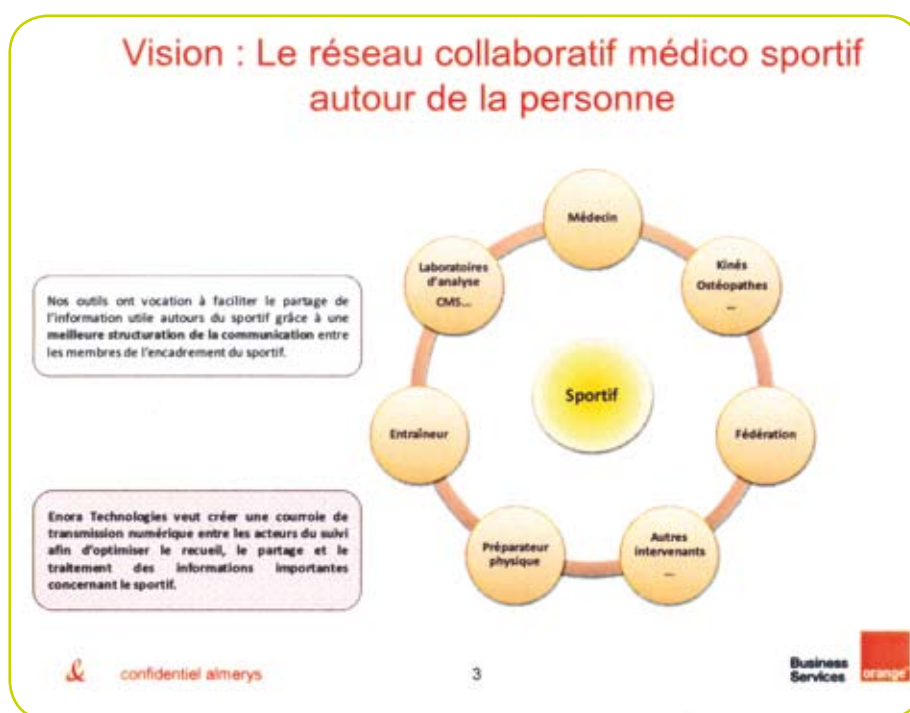 Vision : Le réseau collaboratif médico sportif
autour de la personne
Médecin
Laboratoires
d'analyse
CMS...
Kinés
Ostéopathes
...
Nos outils ont vocation à faciliter le partage de
l'information utile autours du sportif grâce à une
meilleure structuration de la communication entre
les membres de l'encadrement du sportif.
Sportif
Entraîneur
Fédération
Enora Technologies veut créer une courroie de
transmission numérique entre les acteurs du suivi
afin d'optimiser le recueil, le partage et le
traitement des informations importantes
concernant le sportif.
Préparateur
physique
Autres
intervenants
...
& confidentiel almerys
3
Business
Services
orange